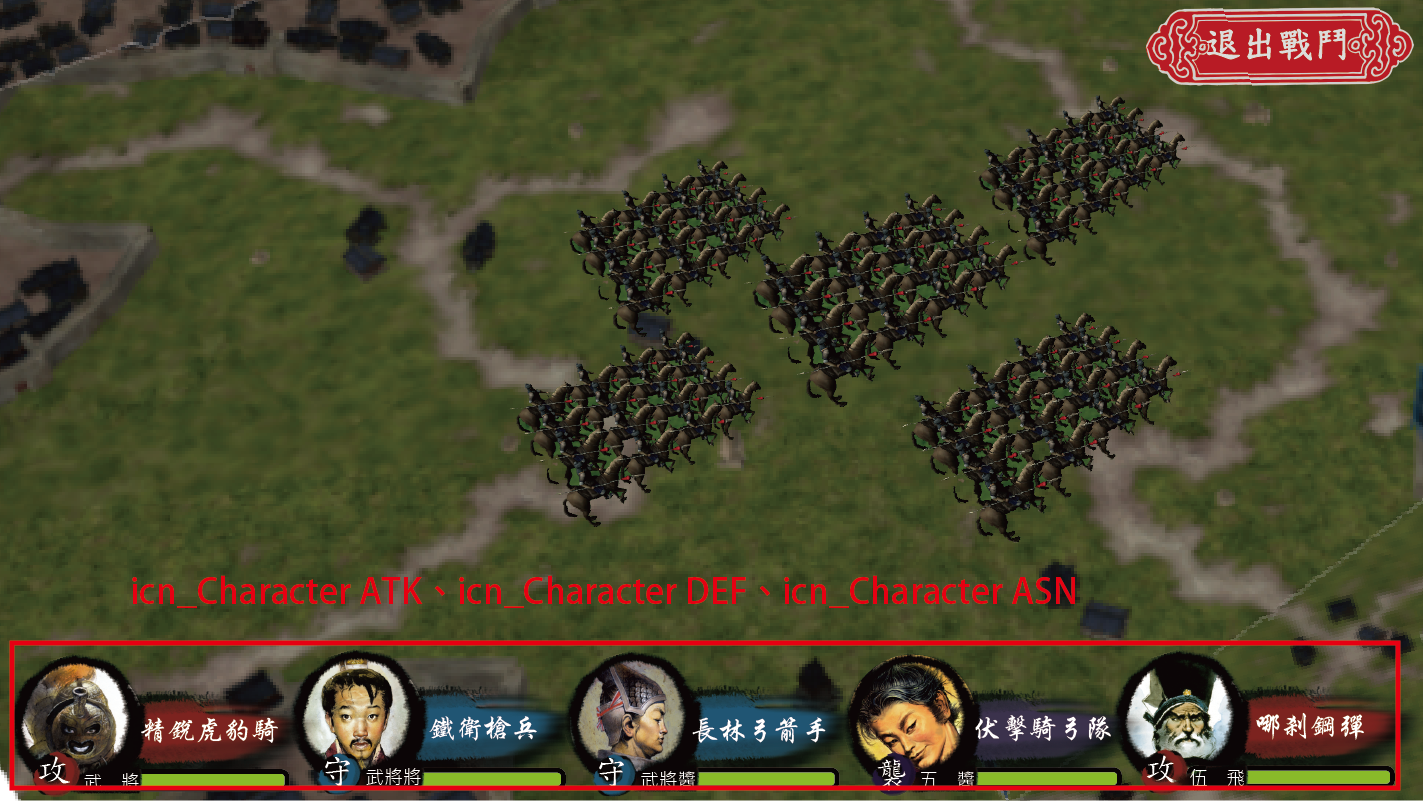 退出戰鬥
icn_Character ATK、icn_Character DEF、icn_Character ASN
精銳虎豹騎
攻 武 將
鐵衛槍兵
守 武將將
長林弓箭手
守 武將醬
伏擊騎弓隊
襲 五 醬
哪剎鋼彈
攻 伍 飛